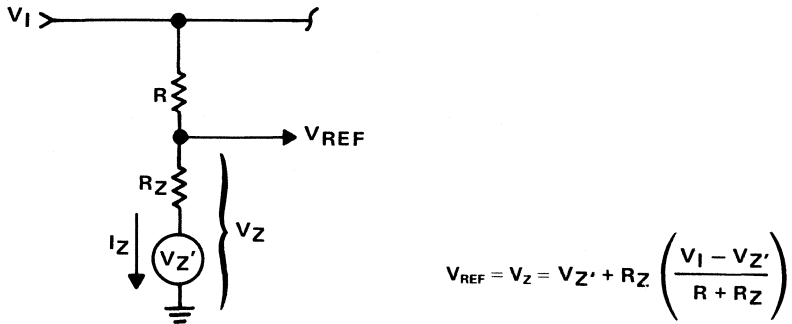 VI
R
VREF
RZ
IZ
VZ'
VZ
VREF = VZ = VZ' + RZ. (VI – VZ' / R + RZ)